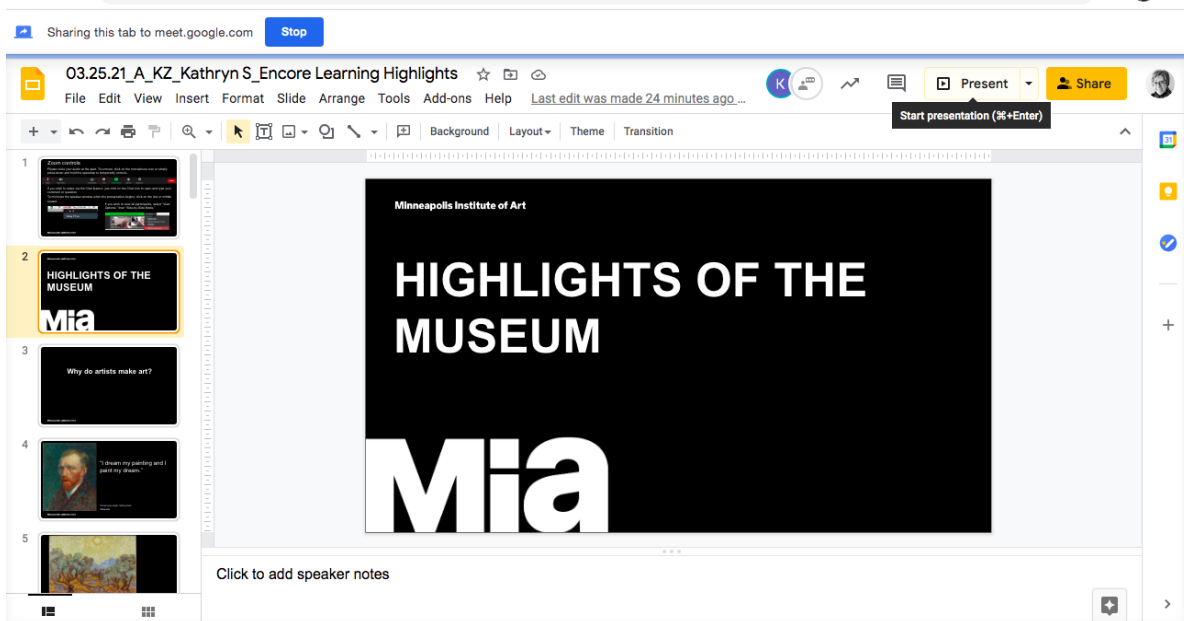 Sharing this tab to meet.google.com
Stop
03.25.21_A_KZ_Kathryn S_Encore Learning Highlights
File Edit View Insert Format Slide Arrange Tools Add-ons Help Last edit was made 24 minutes ago ...
K
Present
Share
Start presentation (⌘+Enter)
Background Layout Theme Transition
31
1
Zoom controls
2
HIGHLIGHTS OF THE
MUSEUM
Mia
3
Why do artists make art?
4
"I dream my painting and I
paint my dream."
5
Minneapolis Institute of Art
HIGHLIGHTS OF THE
MUSEUM
Mia
Click to add speaker notes